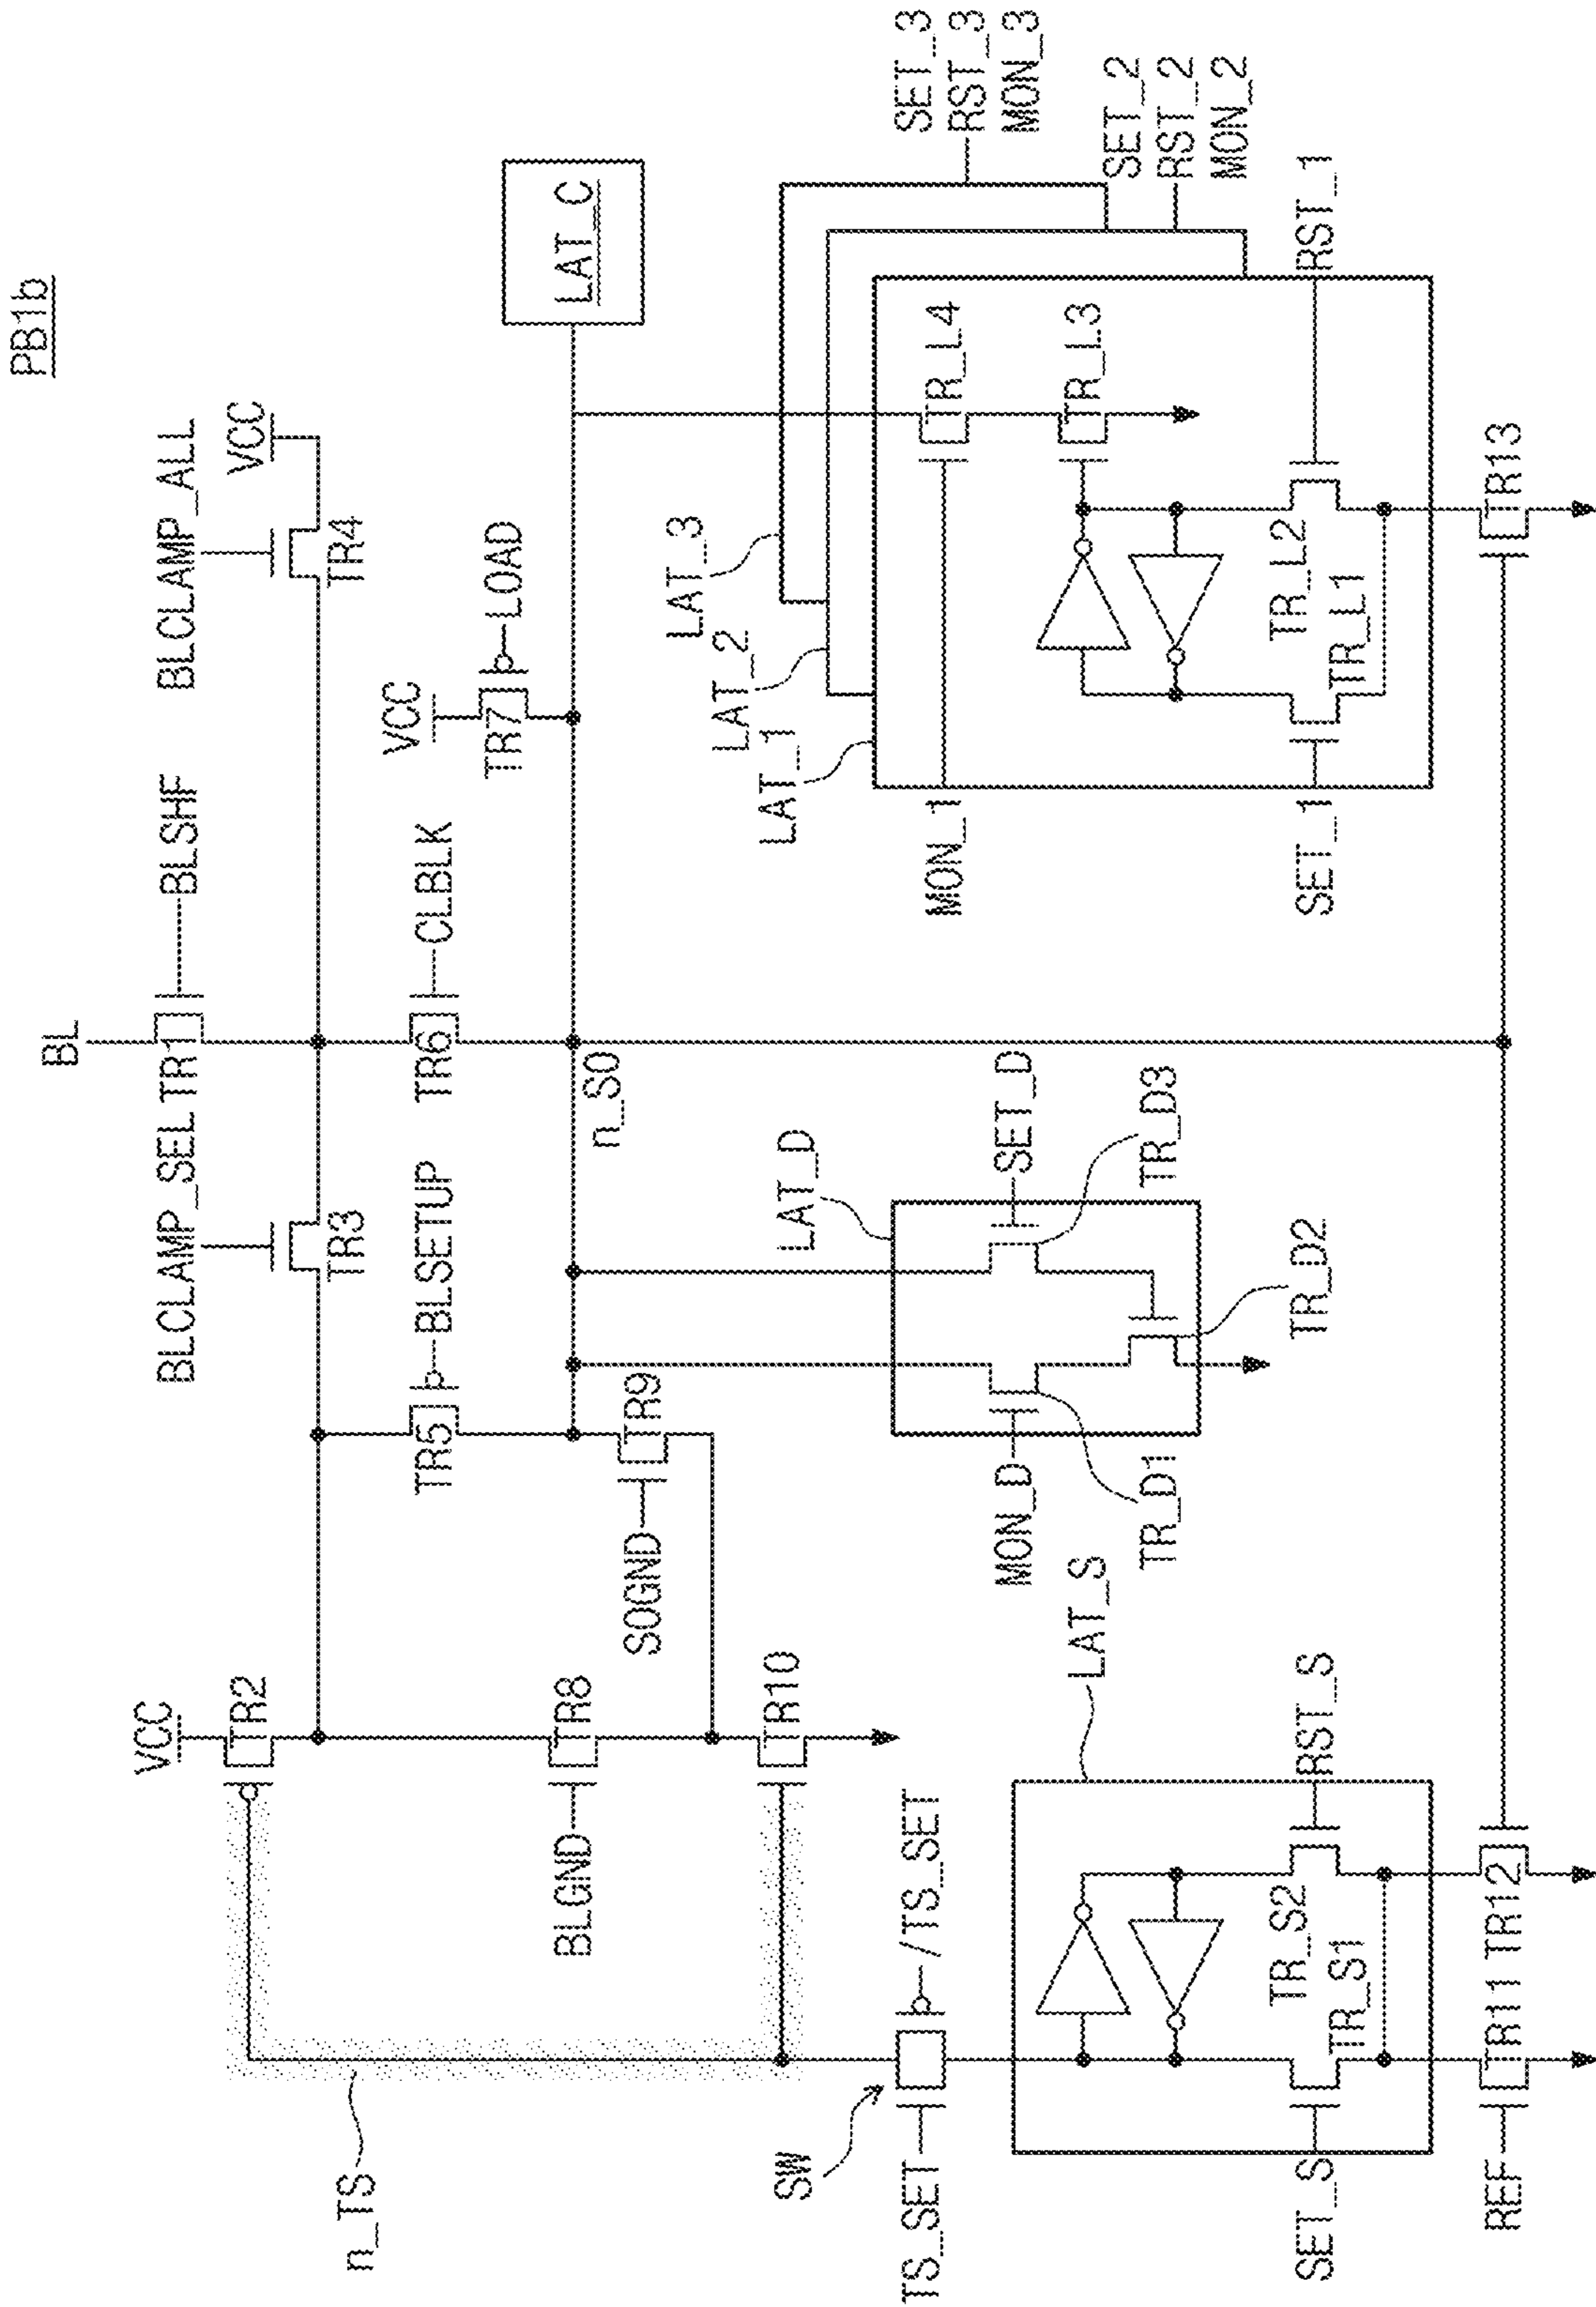 PB1b
BL
BLSHF
TR1
BLCLAMP_SEL
TR3
BLCLAMP_ALL
TR4
VCC
VCC
TR2
TR5
BLSETUP
TR6
CLBLK
VCC
TR7
LOAD
LAT_C
n_SO
n_TS
BLGND
TR8
SOGND
TR9
TR10
SW
TS_SET
/TS_SET
LAT_S
SET_S
RST_S
TR_S2
TR_S1
REF
TR11
TR12
LAT_D
MON_D
SET_D
TR_D1
TR_D3
TR_D2
LAT_3
LAT_2
LAT_1
MON_1
SET_1
RST_1
TR_L4
TR_L3
TR_L2
TR_L1
TR13
SET_3
RST_3
MON_3
SET_2
RST_2
MON_2